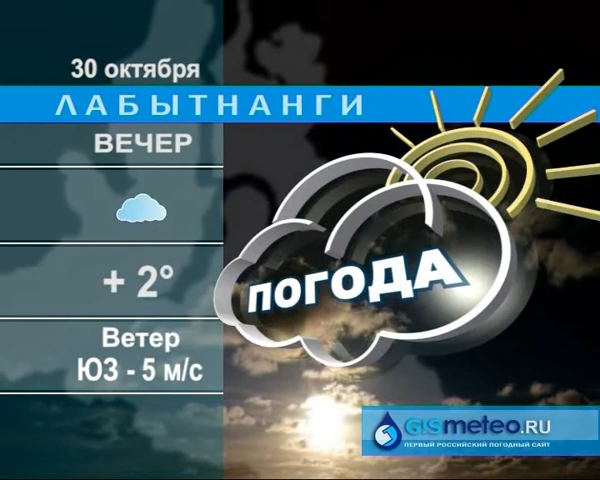 30 октября
ЛАБЫТНАНГИ
ВЕЧЕР
+ 2°
Ветер
ЮЗ - 5 м/с
ПОГОДА
GISmeteo.RU
ПЕРВЫЙ РОССИЙСКИЙ ПОГОДНЫЙ САЙТ